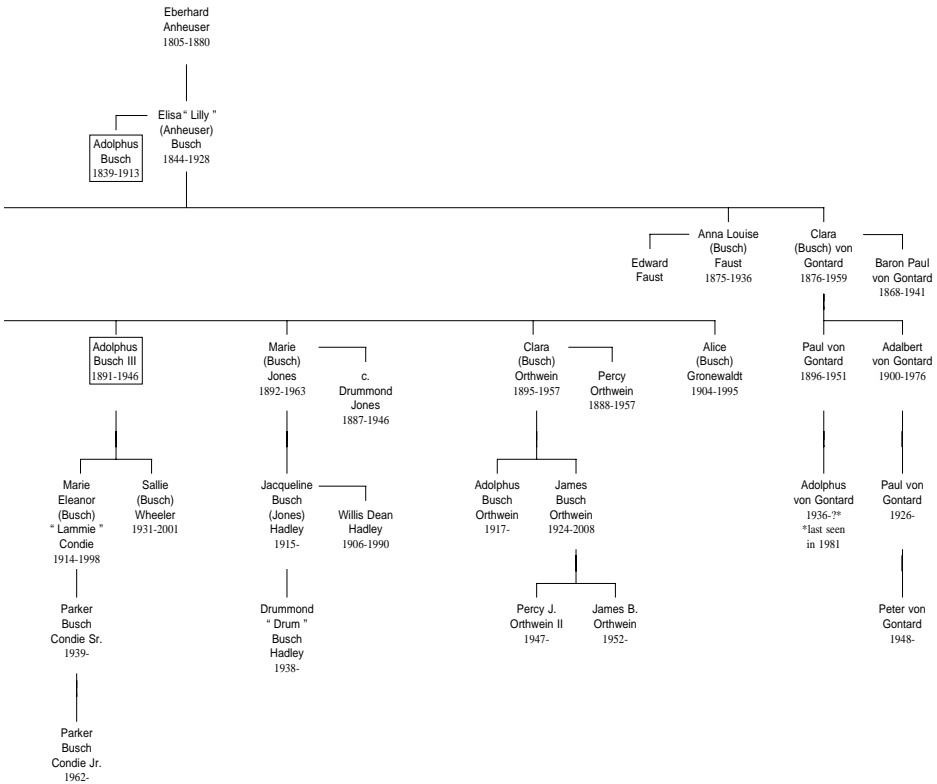 Eberhard
Anheuser
1805-1880
Elisa “ Lilly ”
(Anheuser)
Busch
1844-1928
Adolphus
Busch
1839-1913
Edward
Faust
Anna Louise
(Busch)
Faust
1875-1936
Clara
(Busch) von
Gontard
1876-1959
Baron Paul
von Gontard
1868-1941
Adolphus
Busch III
1891-1946
Marie
(Busch)
Jones
1892-1963
c.
Drummond
Jones
1887-1946
Clara
(Busch)
Orthwein
1895-1957
Percy
Orthwein
1888-1957
Alice
(Busch)
Gronewaldt
1904-1995
Paul von
Gontard
1896-1951
Adalbert
von Gontard
1900-1976
Marie
Eleanor
(Busch)
“ Lammie ”
Condie
1914-1998
Sallie
(Busch)
Wheeler
1931-2001
Jacqueline
Busch
(Jones)
Hadley
1915-
Willis Dean
Hadley
1906-1990
Adolphus
Busch
Orthwein
1917-
James
Busch
Orthwein
1924-2008
Adolphus
von Gontard
1936-?*
*last seen
in 1981
Paul von
Gontard
1926-
Parker
Busch
Condie Sr.
1939-
Drummond
“ Drum ”
Busch
Hadley
1938-
Percy J.
Orthwein II
1947-
James B.
Orthwein
1952-
Peter von
Gontard
1948-
Parker
Busch
Condie Jr.
1962-